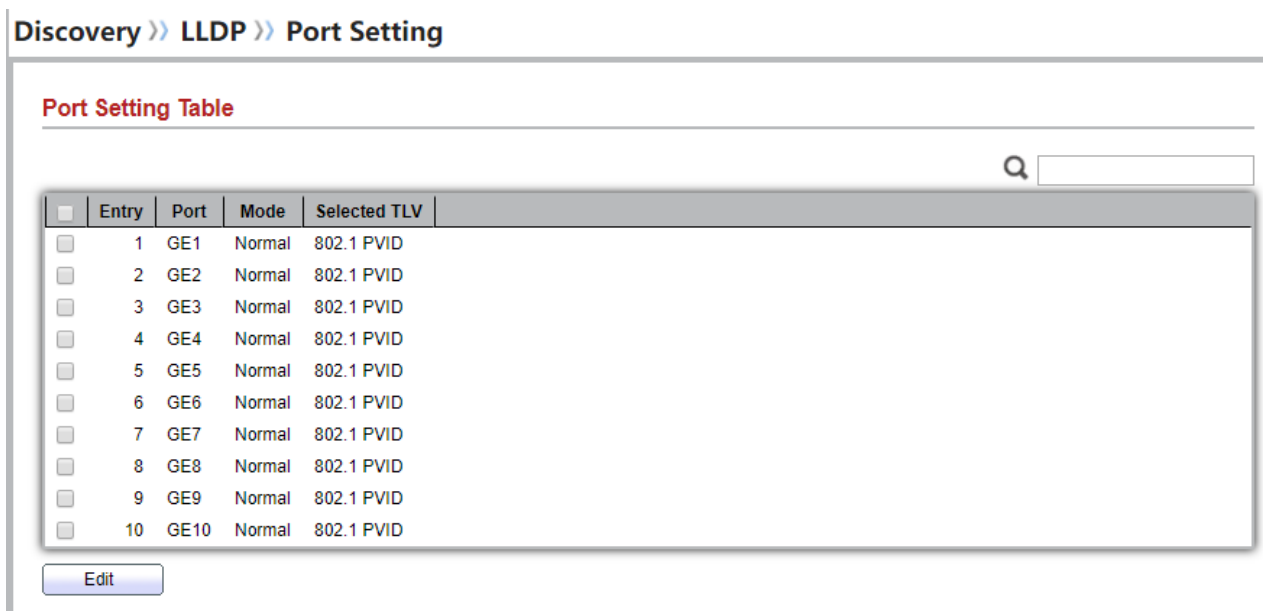 Discovery » LLDP » Port Setting
Port Setting Table
Entry Port Mode Selected TLV
1 GE1 Normal 802.1 PVID
2 GE2 Normal 802.1 PVID
3 GE3 Normal 802.1 PVID
4 GE4 Normal 802.1 PVID
5 GE5 Normal 802.1 PVID
6 GE6 Normal 802.1 PVID
7 GE7 Normal 802.1 PVID
8 GE8 Normal 802.1 PVID
9 GE9 Normal 802.1 PVID
10 GE10 Normal 802.1 PVID
Edit